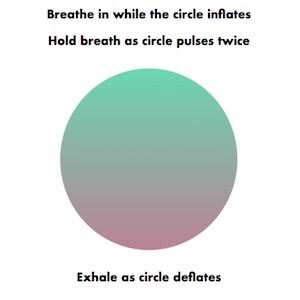 Breathe in while the circle inflates
Hold breath as circle pulses twice
Exhale as circle deflates